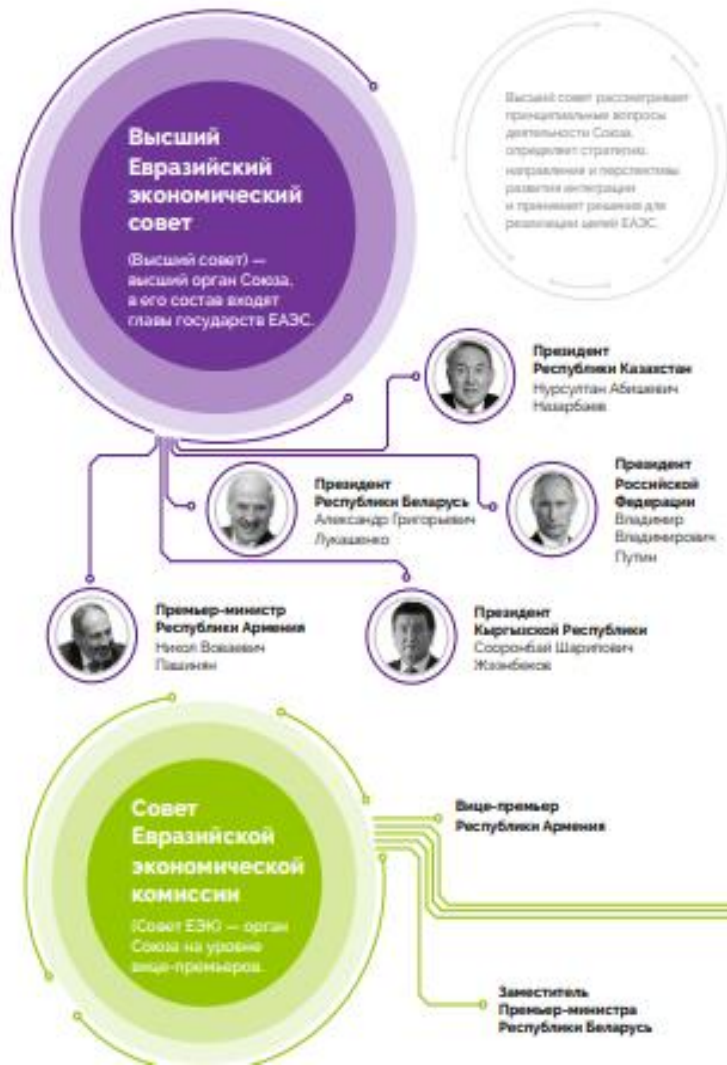 Высший
Евразийский
экономический
совет
(Высший совет) —
высший орган Союза,
в его состав входят
главы государств ЕАЭС.
Высший совет рассматривает
принципиальные вопросы
деятельности Союза,
определяет стратегию,
направления и перспективы
развития интеграции
и принимает решения для
реализации целей ЕАЭС.
Президент
Республики Казахстан
Нурсултан Абишевич
Назарбаев
Президент
Республики Беларусь
Александр Григорьевич
Лукашенко
Президент
Российской
Федерации
Владимир
Владимирович
Путин
Премьер-министр
Республики Армения
Никол Воваевич
Пашинян
Президент
Кыргызской Республики
Сооронбай Шарипович
Жээнбеков
Совет
Евразийской
экономической
комиссии
(Совет ЕЭК) — орган
Союза на уровне
вице-премьеров.
Вице-премьер
Республики Армения
Заместитель
Премьер-министра
Республики Беларусь